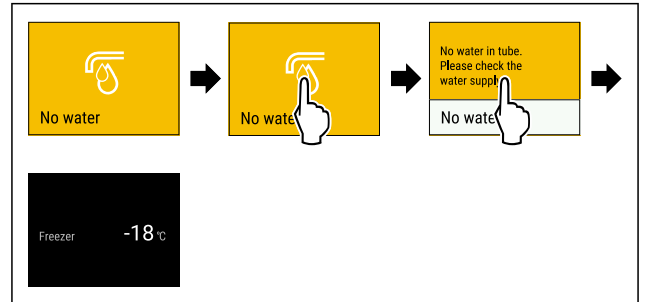 No water
No wate
No water in tube.
Please check the
water suppl
No wate
Freezer -18 °C